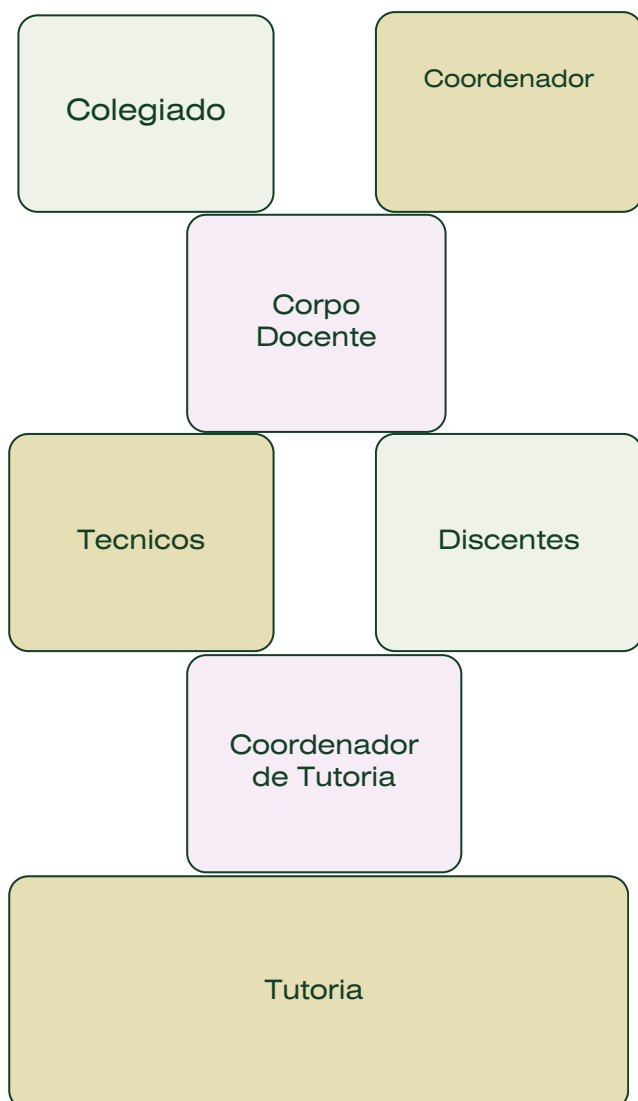 Colegiado
Coordenador
Corpo
Docente
Tecnicos
Discentes
Coordenador
de Tutoria
Tutoria